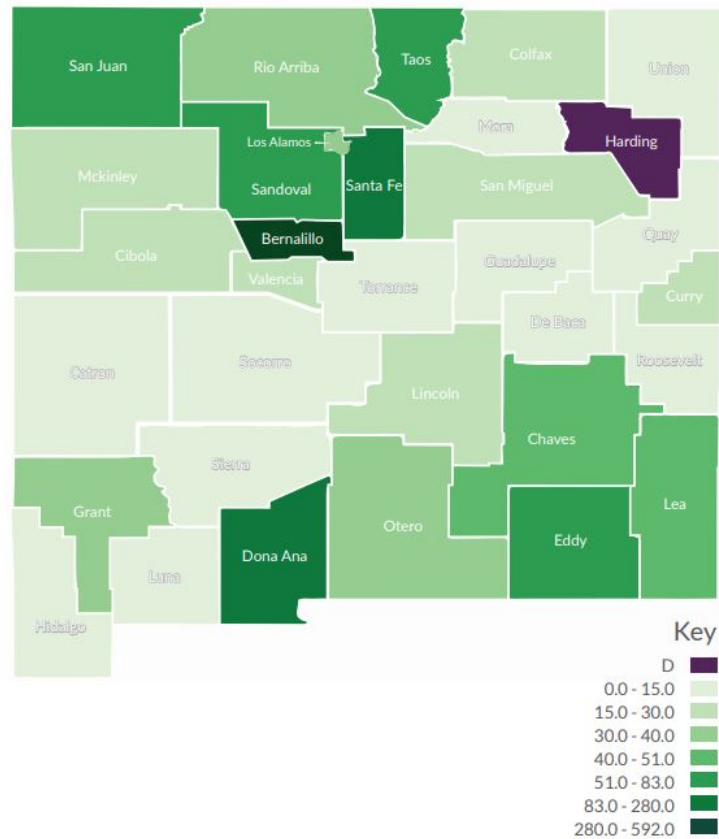 San Juan
Rio Arriba
Taos
Colfax
Union
Mora
Harding
Los Alamos
Mckinley
Sandoval
Santa Fe
San Miguel
Bernalillo
Quay
Cibola
Valencia
Torrance
Guadalupe
Curry
De Baca
Catron
Socorro
Roosevelt
Lincoln
Chaves
Sierra
Grant
Otero
Lea
Eddy
Dona Ana
Luna
Hidalgo
Key
D
0.0 - 15.0
15.0 - 30.0
30.0 - 40.0
40.0 - 51.0
51.0 - 83.0
83.0 - 280.0
280.0 - 592.0